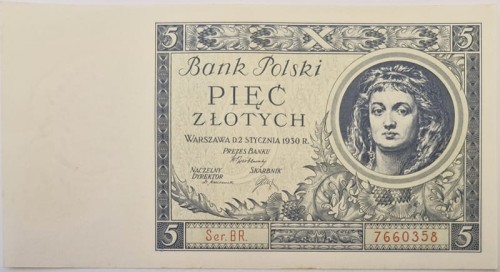 5 5
Bank Polski
PIĘĆ
ZŁOTYCH
WARSZAWA D.2 STYCZNIA 1930 R.
PREZES BANKU
NACZELNY SKARBNIK
DYREKTOR
5 Ser. BR. 7660358 5